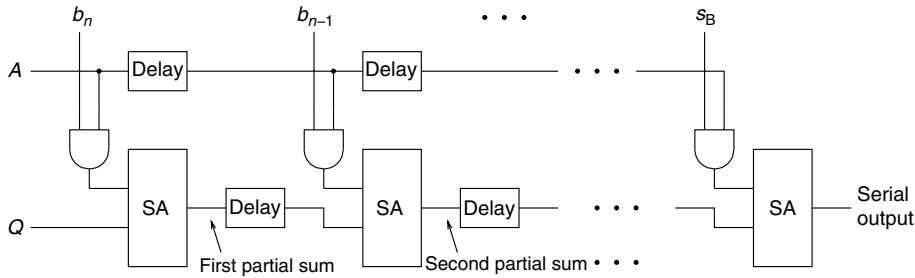 b_n
b_{n−1}
s_B
A
Delay
Delay
SA
SA
SA
Delay
Delay
Q
Serial
output
First partial sum
Second partial sum